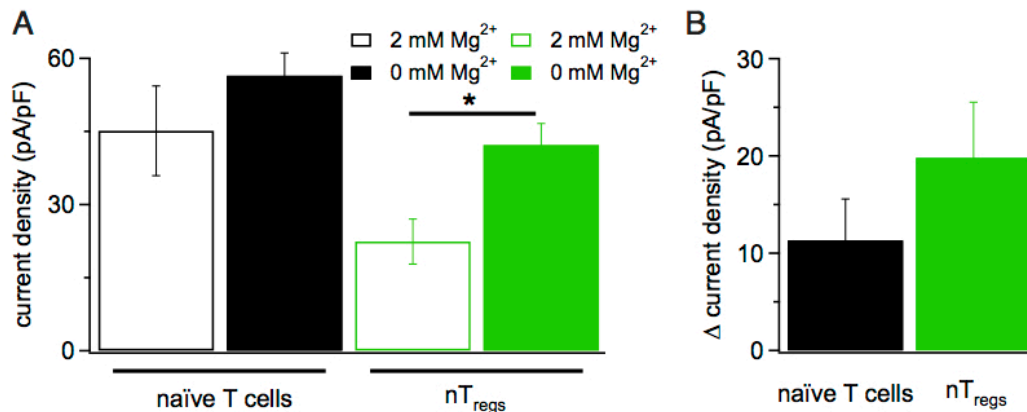 A
2 mM Mg²⁺ 2 mM Mg²⁺
0 mM Mg²⁺ 0 mM Mg²⁺
*
current density (pA/pF)
60
30
0
naïve T cells
nTregs
B
Δ current density (pA/pF)
30
20
10
0
naïve T cells
nTregs